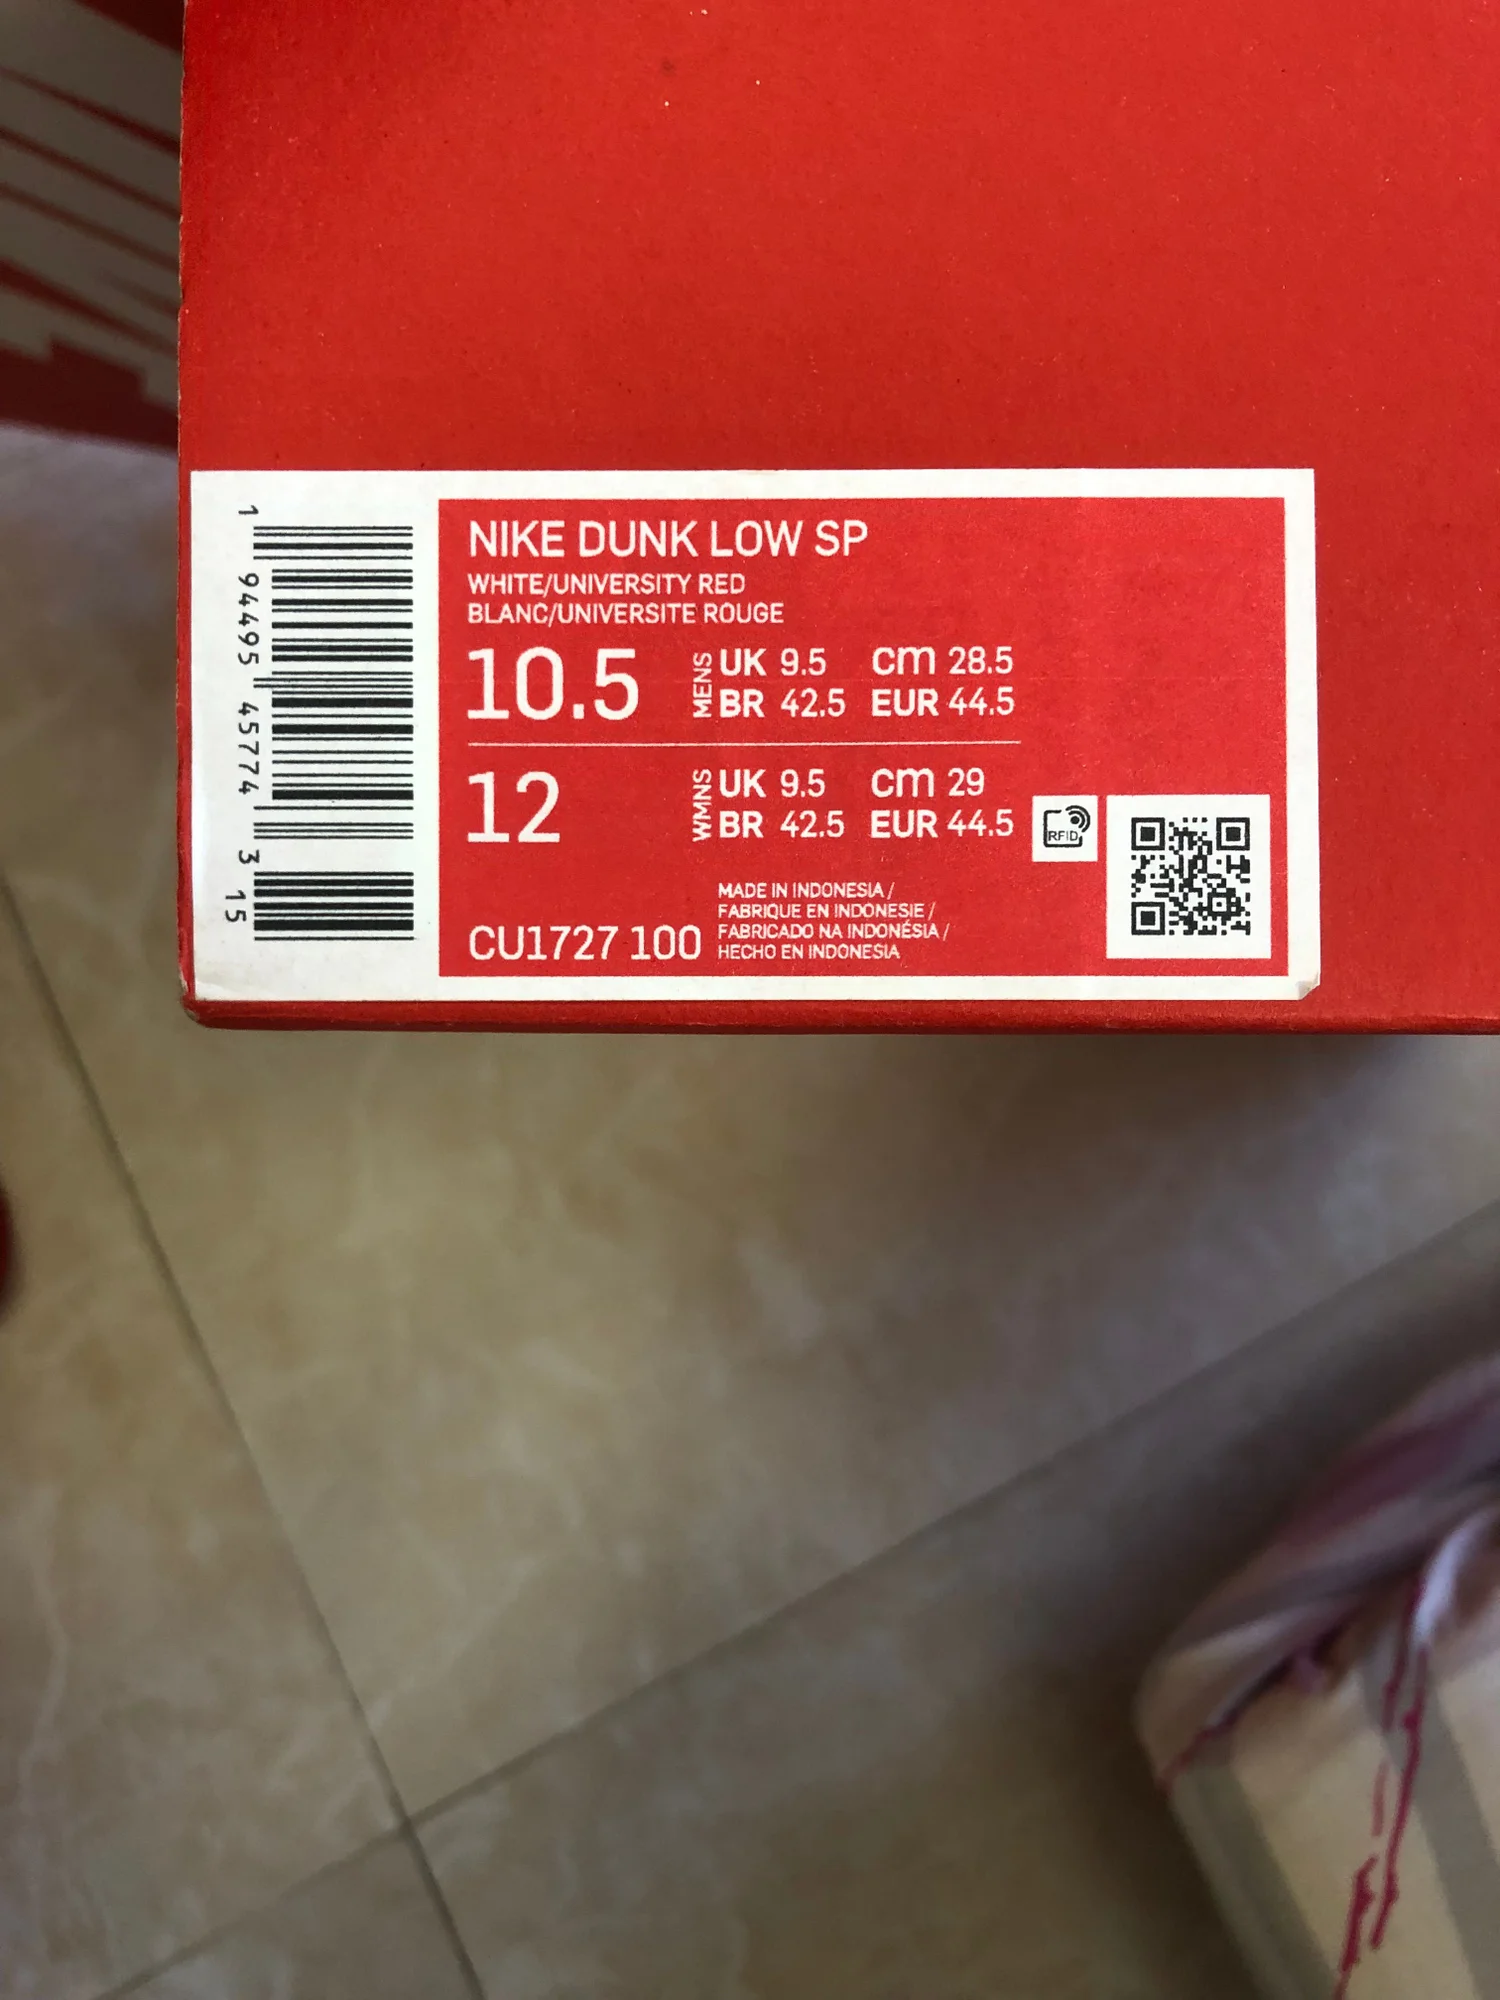 NIKE DUNK LOW SP
WHITE/UNIVERSITY RED
BLANC/UNIVERSITE ROUGE
10.5 MENS UK 9.5 cm 28.5
BR 42.5 EUR 44.5
12 WMNS UK 9.5 cm 29
BR 42.5 EUR 44.5
RFID
MADE IN INDONESIA /
FABRIQUE EN INDONESIE /
FABRICADO NA INDONÉSIA /
HECHO EN INDONESIA
CU1727 100
1 94495 45774 3 15